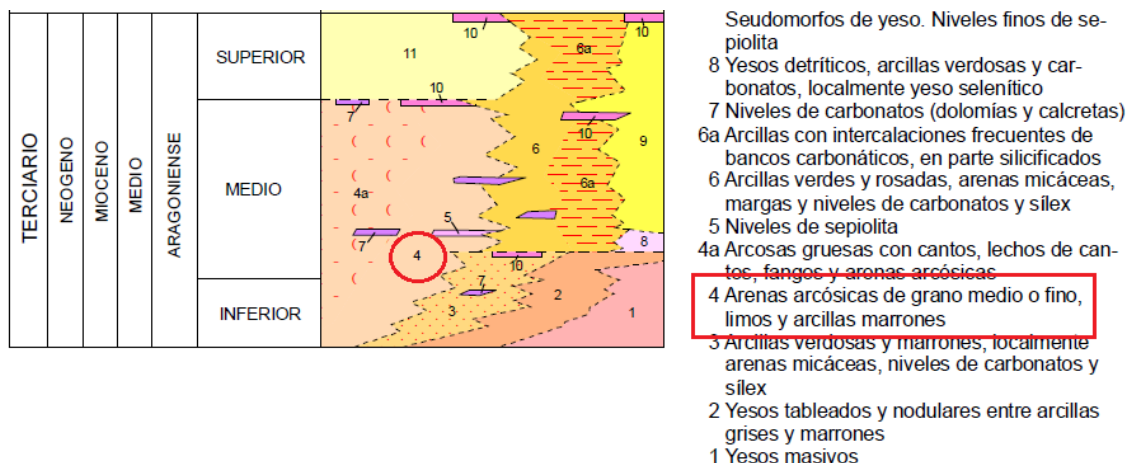 TERCIARIO
NEOGENO
MIOCENO
MEDIO
ARAGONIENSE
SUPERIOR
MEDIO
INFERIOR
10
10
11
6a
10
7
10
6
9
4a
6a
5
7
8
4
10
7
3
2
1
Seudomorfos de yeso. Niveles finos de se-
piolita
8 Yesos detríticos, arcillas verdosas y car-
bonatos, localmente yeso selenítico
7 Niveles de carbonatos (dolomías y calcretas)
6a Arcillas con intercalaciones frecuentes de
bancos carbonáticos, en parte silicificados
6 Arcillas verdes y rosadas, arenas micáceas,
margas y niveles de carbonatos y sílex
5 Niveles de sepiolita
4a Arcosas gruesas con cantos, lechos de can-
tos, fangos y arenas arcósicas
4 Arenas arcósicas de grano medio o fino,
limos y arcillas marrones
3 Arcillas verdosas y marrones, localmente
arenas micáceas, niveles de carbonatos y
sílex
2 Yesos tableados y nodulares entre arcillas
grises y marrones
1 Yesos masivos